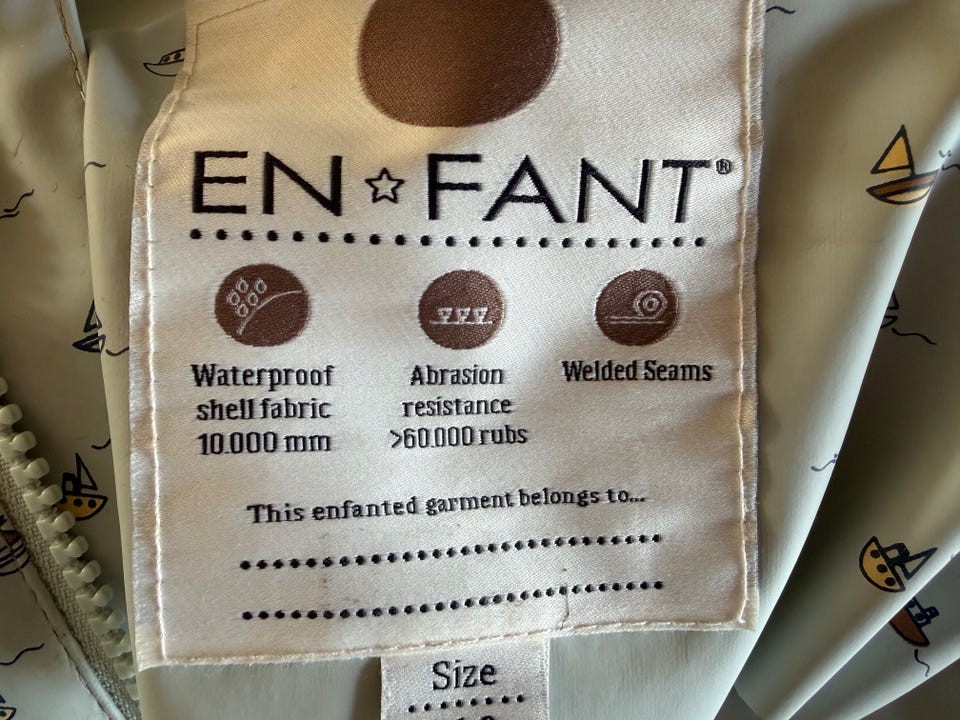 EN☆FANT®
Waterproof
shell fabric
10.000 mm
Abrasion
resistance
>60.000 rubs
Welded Seams
This enfanted garment belongs to...
Size